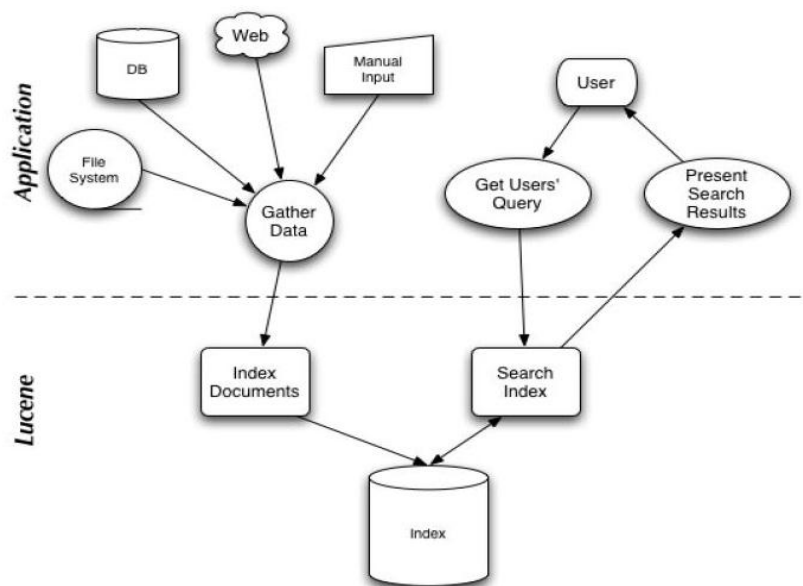 Web
DB
Manual
Input
User
Application
File
System
Gather
Data
Get Users'
Query
Present
Search
Results
Index
Documents
Search
Index
Lucene
Index